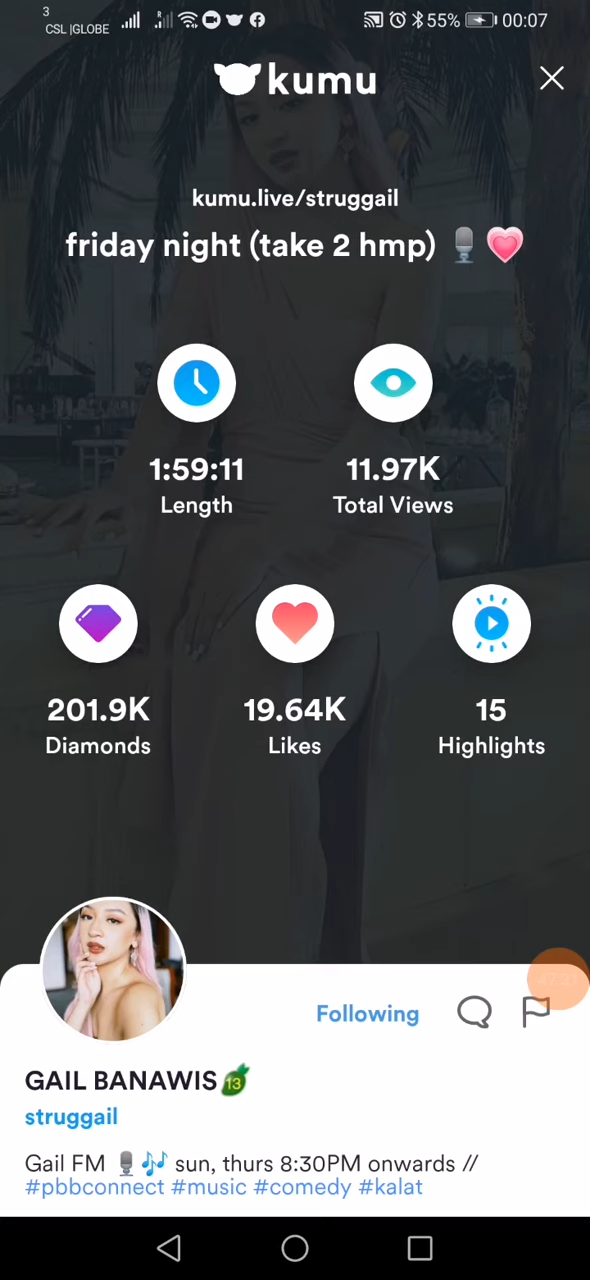 3
CSL |GLOBE
R
55%
00:07
kumu
kumu.live/struggail
friday night (take 2 hmp) 🎙️💗
1:59:11
11.97K
Length
Total Views
201.9K
19.64K
15
Diamonds
Likes
Highlights
Following
GAIL BANAWIS 13
struggail
Gail FM 🎙️🎶 sun, thurs 8:30PM onwards //
#pbbconnect #music #comedy #kalat